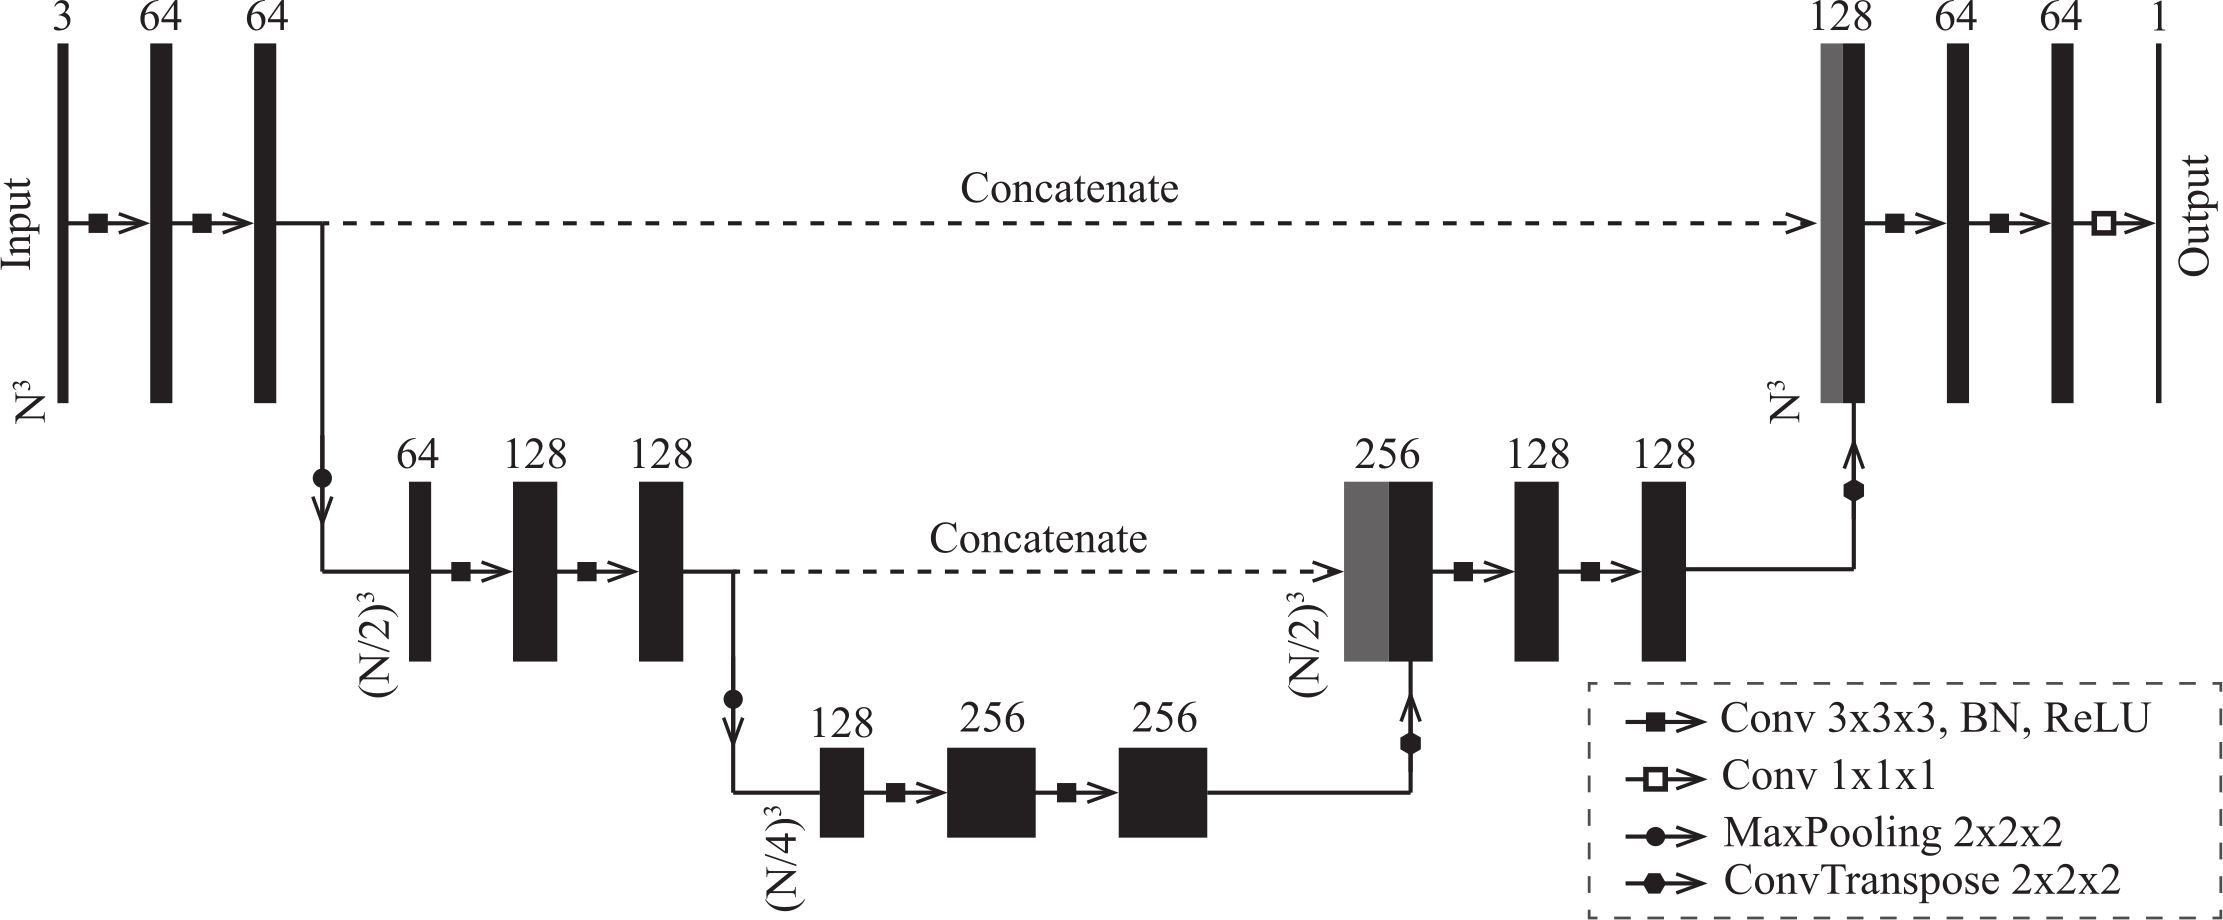 3 64 64 128 64 64 1
Input
Concatenate
Output
N³
N³
64 128 128 256 128 128
Concatenate
(N/2)³
(N/2)³
128 256 256
(N/4)³
Conv 3x3x3, BN, ReLU
Conv 1x1x1
MaxPooling 2x2x2
ConvTranspose 2x2x2